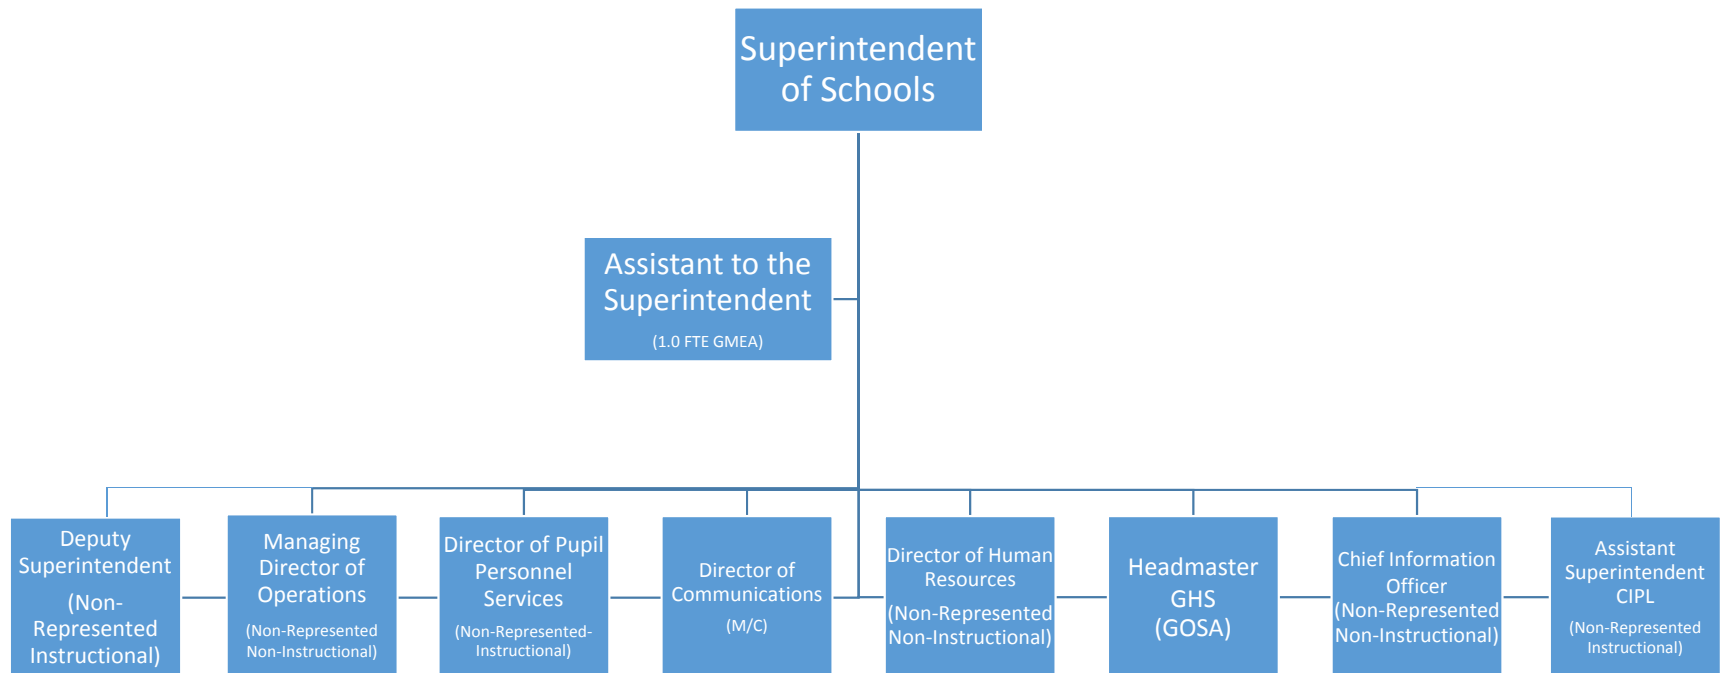 Superintendent
of Schools
Assistant to the
Superintendent
(1.0 FTE GMEA)
Deputy
Superintendent
(Non-
Represented
Instructional)
Managing
Director of
Operations
(Non-Represented
Non-Instructional)
Director of Pupil
Personnel
Services
(Non-Represented-
Instructional)
Director of
Communications
(M/C)
Director of Human
Resources
(Non-Represented
Non-Instructional)
Headmaster
GHS
(GOSA)
Chief Information
Officer
(Non-Represented
Non-Instructional)
Assistant
Superintendent
CIPL
(Non-Represented
Instructional)